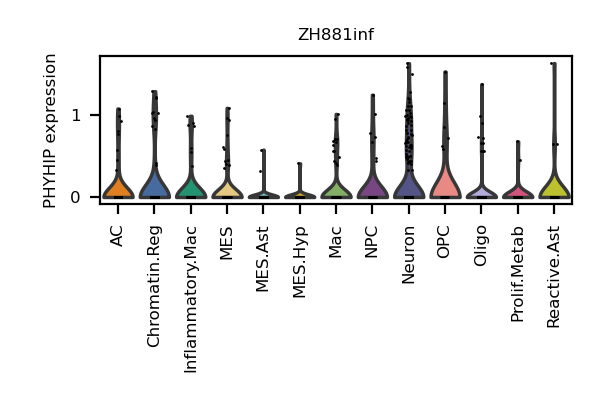 ZH881inf
PHYHIP expression
1
0
AC
Chromatin.Reg
Inflammatory.Mac
MES
MES.Ast
MES.Hyp
Mac
NPC
Neuron
OPC
Oligo
Prolif.Metab
Reactive.Ast